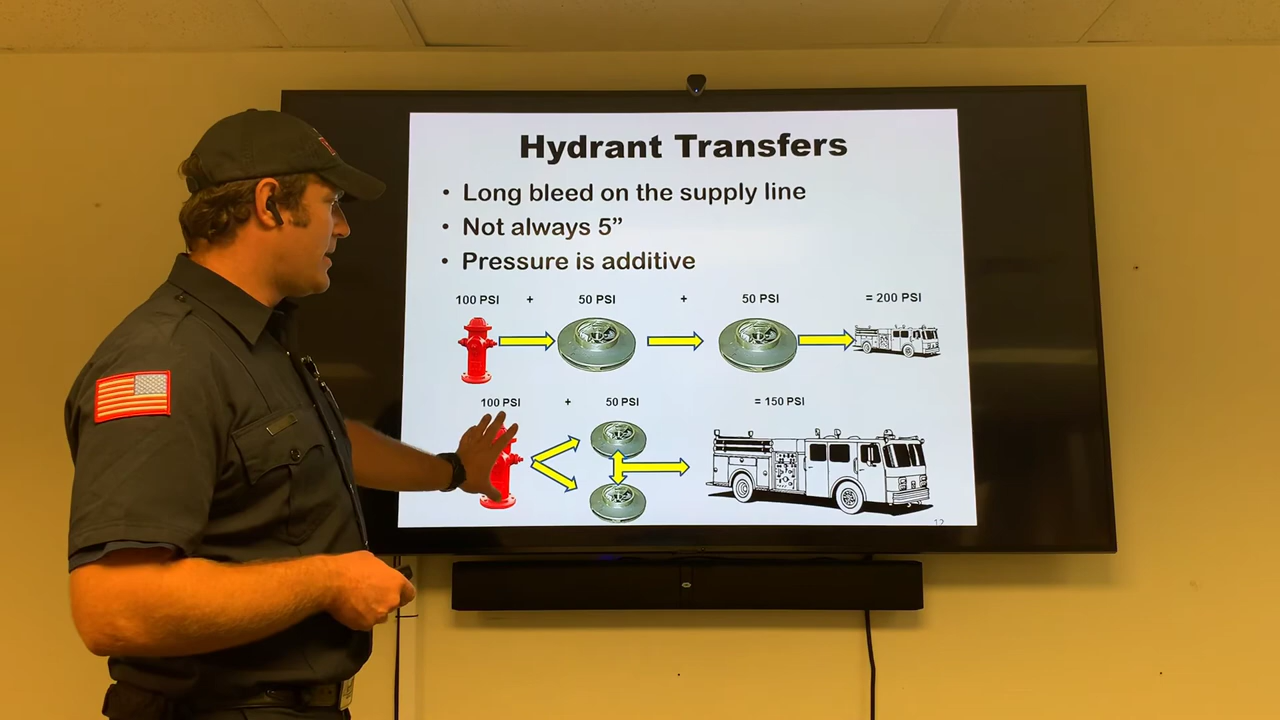 Hydrant Transfers
• Long bleed on the supply line
• Not always 5”
• Pressure is additive
100 PSI + 50 PSI + 50 PSI = 200 PSI
100 PSI + 50 PSI = 150 PSI
12